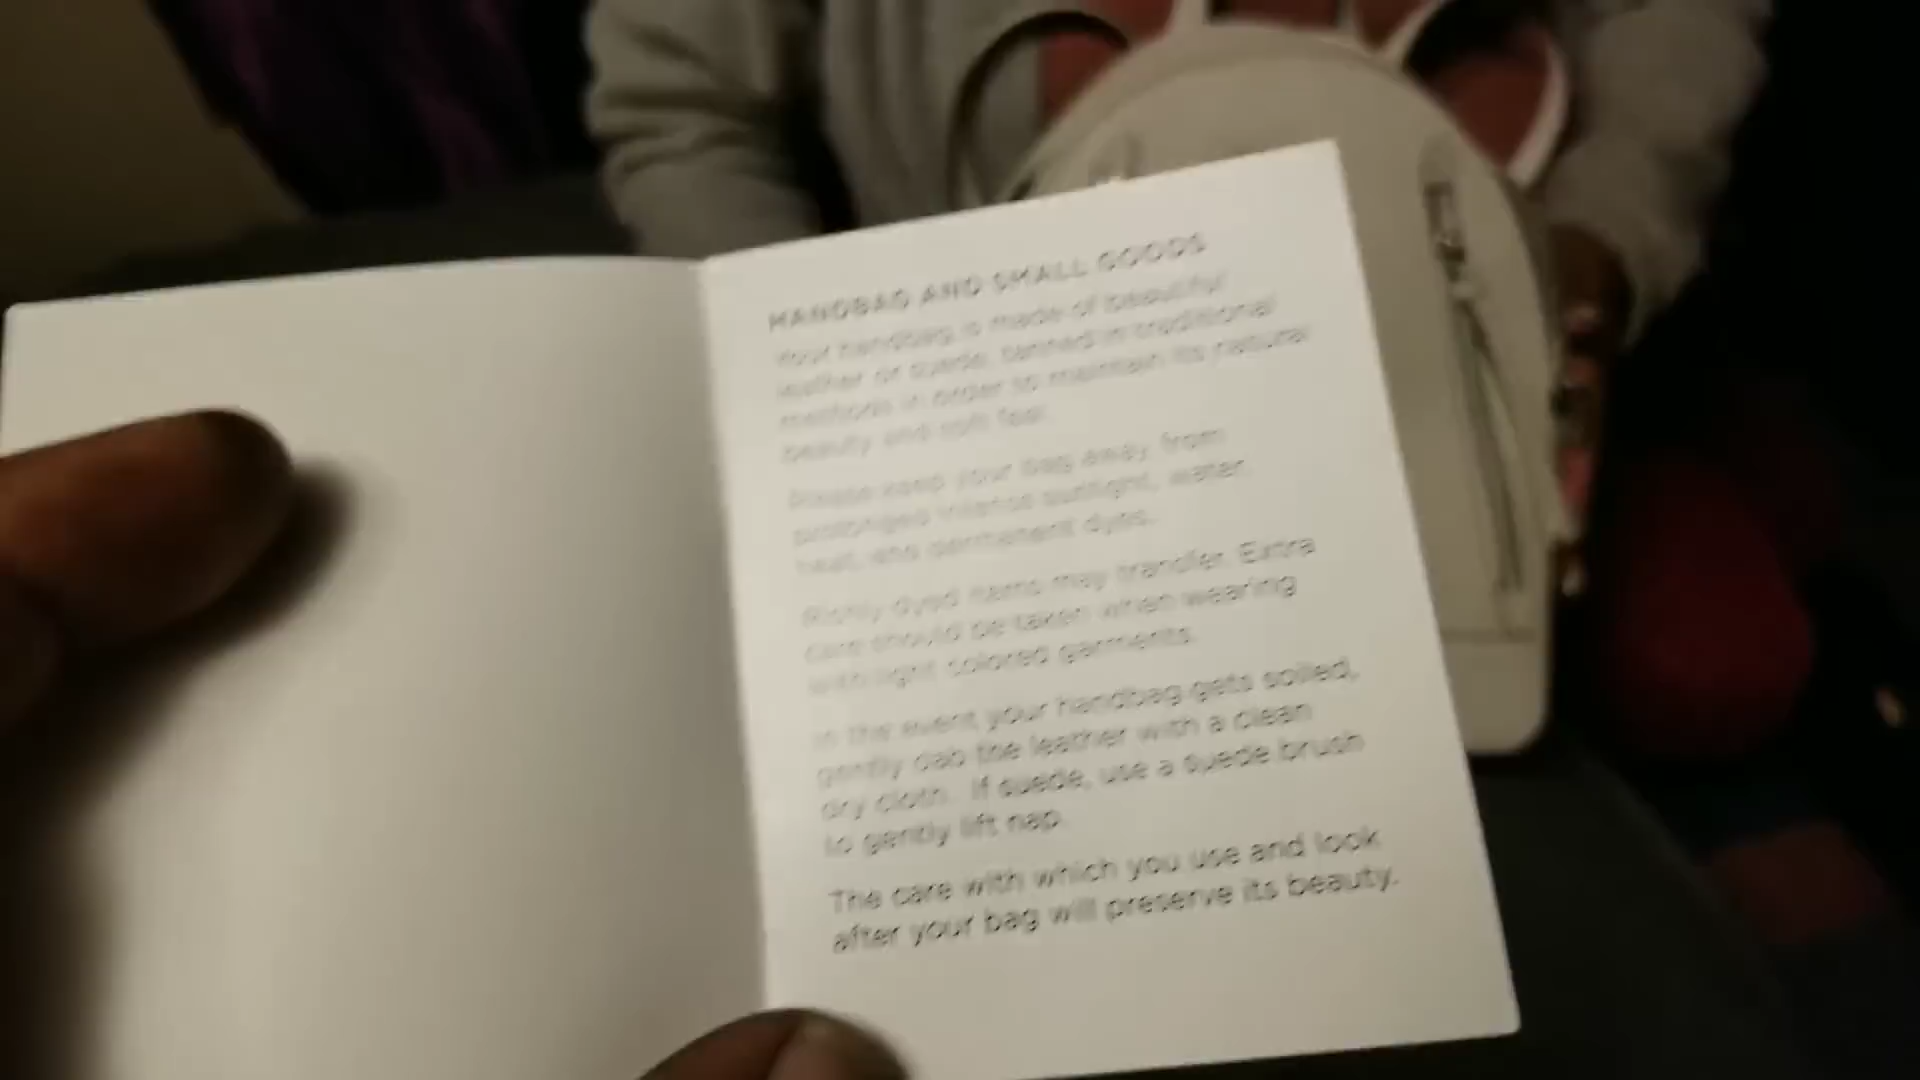 HANDBAG AND SMALL GOODS
Your handbag is made of beautiful
leather or suede, tanned in traditional
methods in order to maintain its natural
beauty and soft feel.
Please keep your bag away from
prolonged intense sunlight, water,
heat, and permanent dyes.
Richly dyed items may transfer. Extra
care should be taken when wearing
with light colored garments.
In the event your handbag gets soiled,
gently dab the leather with a clean
dry cloth. If suede, use a suede brush
to gently lift nap.
The care with which you use and look
after your bag will preserve its beauty.